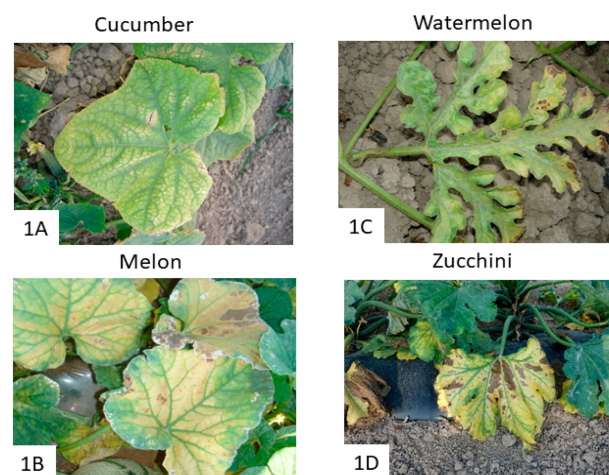 Cucumber
Watermelon
1A
1C
Melon
Zucchini
1B
1D